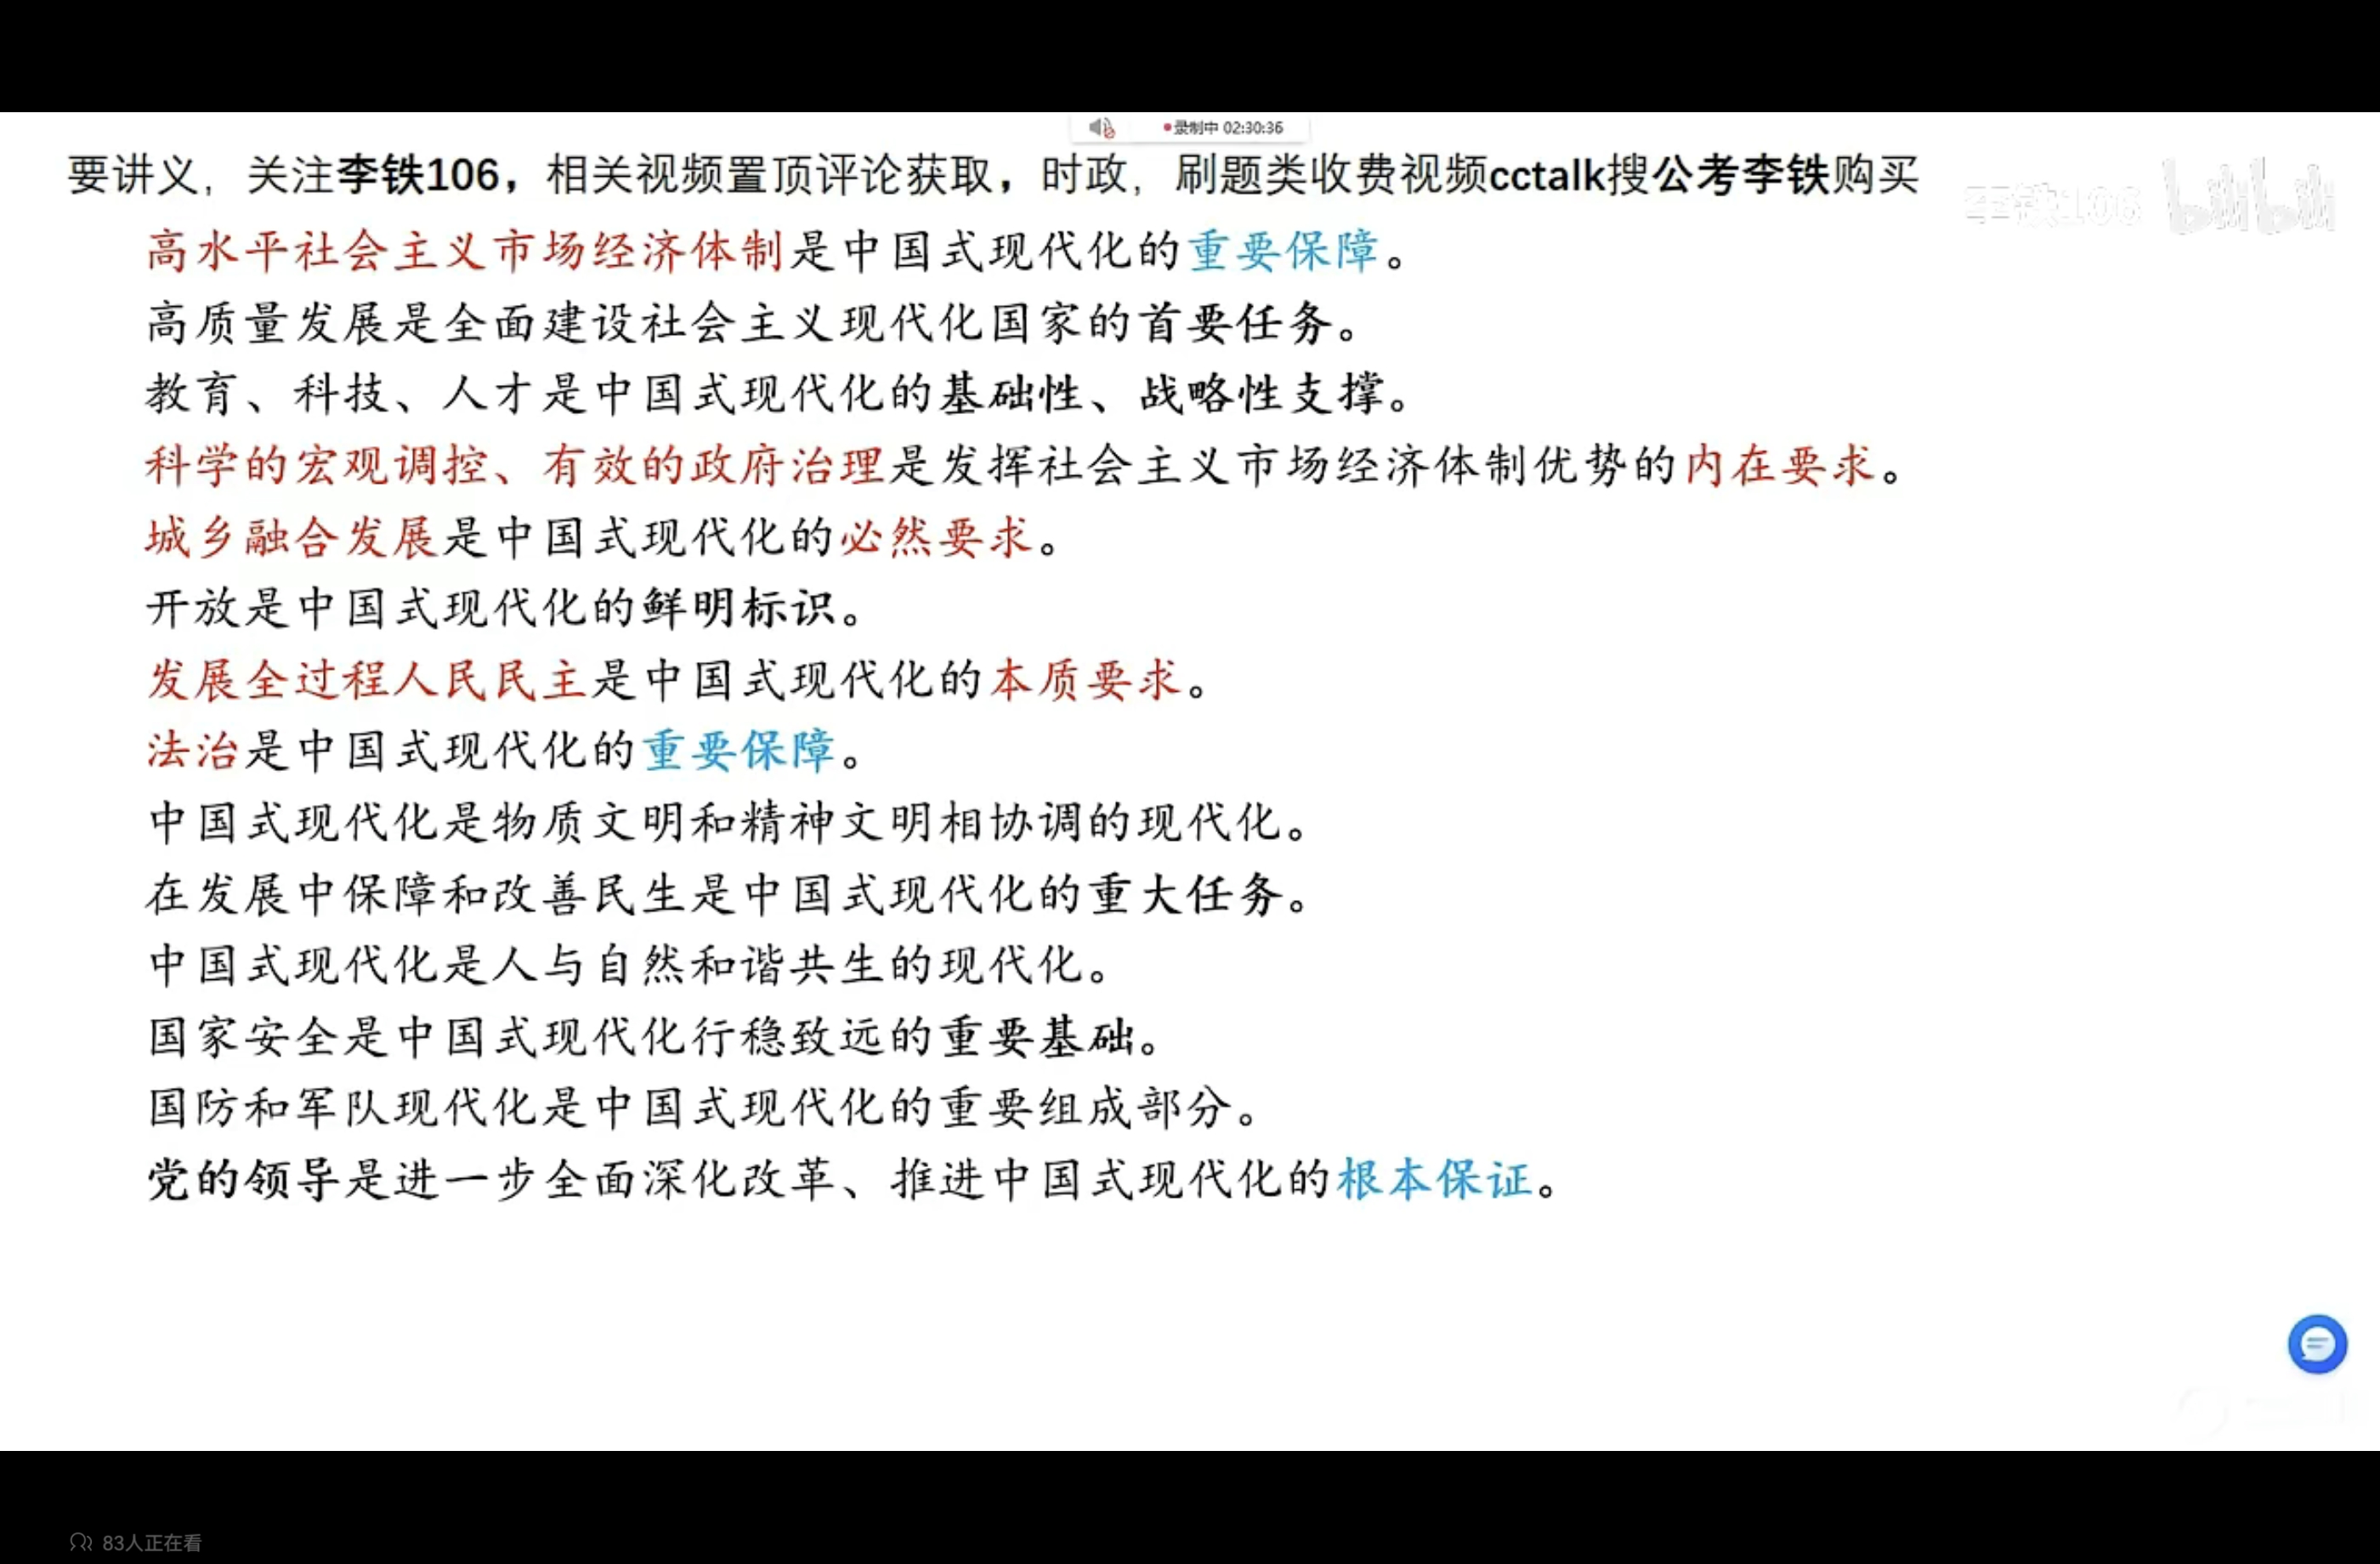 录制中 02:30:36
要讲义，关注李铁106，相关视频置顶评论获取，时政，刷题类收费视频cctalk搜公考李铁购买
李铁106 bilibili
高水平社会主义市场经济体制是中国式现代化的重要保障。
高质量发展是全面建设社会主义现代化国家的首要任务。
教育、科技、人才是中国式现代化的基础性、战略性支撑。
科学的宏观调控、有效的政府治理是发挥社会主义市场经济体制优势的内在要求。
城乡融合发展是中国式现代化的必然要求。
开放是中国式现代化的鲜明标识。
发展全过程人民民主是中国式现代化的本质要求。
法治是中国式现代化的重要保障。
中国式现代化是物质文明和精神文明相协调的现代化。
在发展中保障和改善民生是中国式现代化的重大任务。
中国式现代化是人与自然和谐共生的现代化。
国家安全是中国式现代化行稳致远的重要基础。
国防和军队现代化是中国式现代化的重要组成部分。
党的领导是进一步全面深化改革、推进中国式现代化的根本保证。
83人正在看